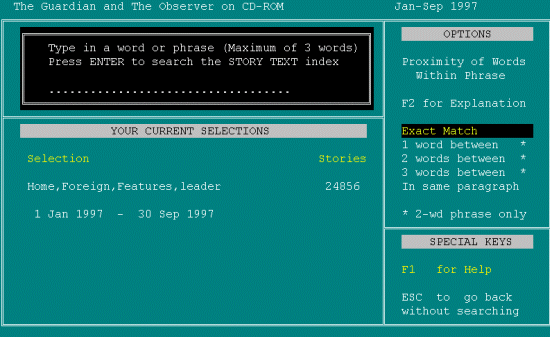 The Guardian and The Observer on CD-ROM
Jan-Sep 1997
Type in a word or phrase (Maximum of 3 words)
Press ENTER to search the STORY TEXT index
...................................
YOUR CURRENT SELECTIONS
Selection Stories
Home,Foreign,Features,leader 24856
1 Jan 1997 - 30 Sep 1997
OPTIONS
Proximity of Words
Within Phrase
F2 for Explanation
Exact Match
1 word between *
2 words between *
3 words between *
In same paragraph
* 2-wd phrase only
SPECIAL KEYS
F1 for Help
ESC to go back
without searching